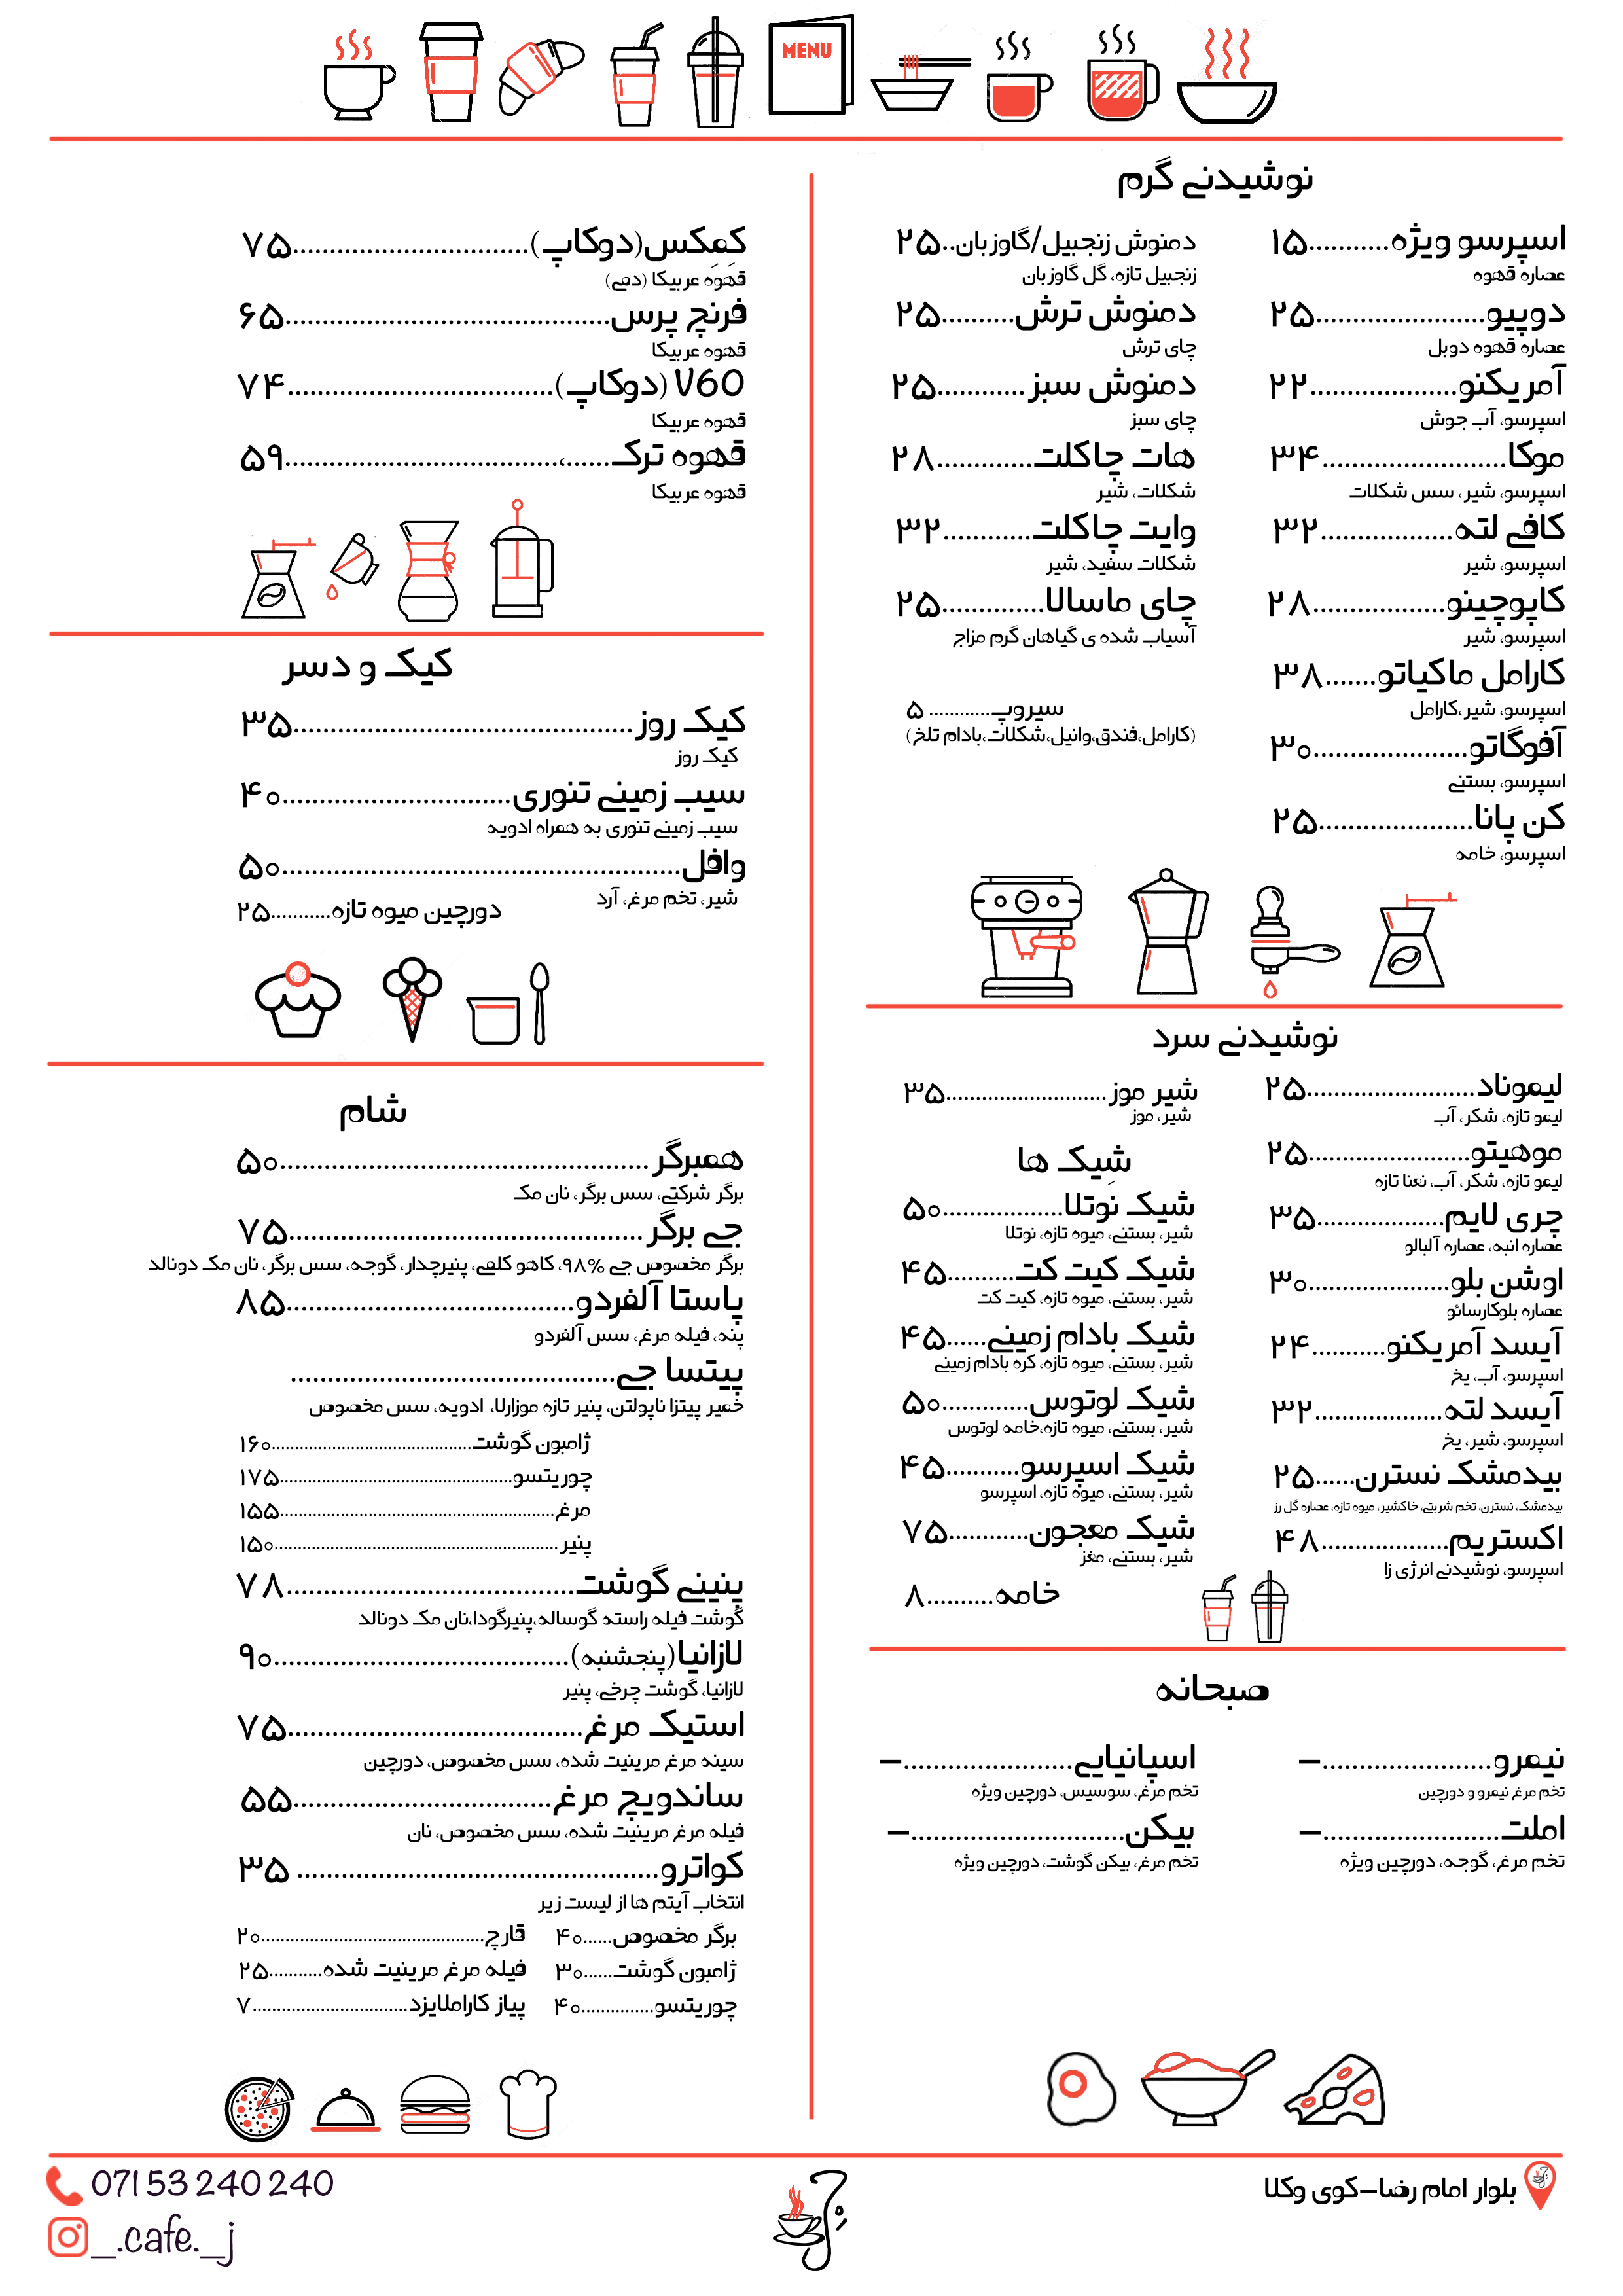 MENU
نوشیدنی گرم
اسپرسو ویژه...........۱۵
عصاره قهوه
دوپیو.......................۲۵
عصاره قهوه دوبل
آمریکنو....................۲۲
اسپرسو، آب جوش
موکا.........................۳۴
اسپرسو، شیر، سس شکلات
کافی لته..................۳۲
اسپرسو، شیر
کاپوچینو..................۲۸
اسپرسو، شیر
کارامل ماکیاتو.......۳۸
اسپرسو، شیر،کارامل
آفوگاتو.....................۳۰
اسپرسو، بستنی
کن پانا.....................۲۵
اسپرسو، خامه
دمنوش زنجبیل/گاوزبان..۲۵
زنجبیل تازه، گل گاوزبان
دمنوش ترش..........۲۵
چای ترش
دمنوش سبز ............۲۵
چای سبز
هات چاکلت.............۲۸
شکلات، شیر
وایت چاکلت............۳۲
شکلات سفید، شیر
چای ماسالا..............۲۵
آسیاب شده ی گیاهان گرم مزاج
سیروپ............ ۵
(کارامل،فندق،وانیل،شکلات،بادام تلخ)
نوشیدنی سرد
لیموناد.......................۲۵
لیمو تازه، شکر، آب
موهیتو......................۲۵
لیمو تازه، شکر، آب، نعنا تازه
چری لایم.................۳۵
عصاره انبه، عصاره آلبالو
اوشن بلو...................۳۰
عصاره بلوکارسائو
آیسد آمریکنو..........۲۴
اسپرسو، آب، یخ
آیسد لته.................۳۲
اسپرسو، شیر، یخ
بیدمشک نسترن......۲۵
بیدمشک، نسترن، تخم شربتی، خاکشیر، میوه تازه، عصاره گل رز
اکستریم.................۴۸
اسپرسو، نوشیدنی انرژی زا
شیر موز..........................۳۵
شیر، موز
شیک ها
شیک نوتلا................۵۰
شیر، بستنی، میوه تازه، نوتلا
شیک کیت کت.........۴۵
شیر، بستنی، میوه تازه، کیت کت
شیک بادام زمینی......۴۵
شیر، بستنی، میوه تازه، کره بادام زمینی
شیک لوتوس............۵۰
شیر، بستنی، میوه تازه،خامه لوتوس
شیک اسپرسو..........۴۵
شیر، بستنی، میوه تازه، اسپرسو
شیک معجون...........۷۵
شیر، بستنی، مغز
خامه..........۸
صبحانه
نیمرو.......................–
تخم مرغ نیمرو و دورچین
املت........................–
تخم مرغ، گوجه، دورچین ویژه
اسپانیایی.......................–
تخم مرغ، سوسیس، دورچین ویژه
بیکن.............................–
تخم مرغ، بیکن گوشت، دورچین ویژه
کمکس(دوکاپ)................................۷۵
قهوه عربیکا (دمی)
فرنچ پرس............................................۶۵
قهوه عربیکا
V60 (دوکاپ)....................................۷۴
قهوه عربیکا
قهوه ترک......،.....................................۵۹
قهوه عربیکا
کیک و دسر
کیک روز..............................................۳۵
کیک روز
سیب زمینی تنوری...............................۴۰
سیب زمینی تنوری به همراه ادویه
وافل......................................................۵۰
شیر، تخم مرغ، آرد
دورچین میوه تازه...........۲۵
شام
همبرگر..................................................۵۰
برگر شرکتی، سس برگر، نان مک
جی برگر................................................۷۵
برگر مخصوص جی ۹۸%، کاهو کلمی، پنیرچدار، گوجه، سس برگر، نان مک دونالد
پاستا آلفردو.......................................۸۵
پنه، فیله مرغ، سس آلفردو
پیتسا جی............................................
خمیر پیتزا ناپولتن، پنیر تازه موزارلا، ادویه، سس مخصوص
ژامبون گوشت..................................................۱۶۰
چوریتسو..........................................................۱۷۵
مرغ....................................................................۱۵۵
پنیر.....................................................................۱۵۰
پنینی گوشت.......................................۷۸
گوشت فیله راسته گوساله،پنیرگودا،نان مک دونالد
لازانیا(پنجشنبه)........................................۹۰
لازانیا، گوشت چرخی، پنیر
استیک مرغ........................................۷۵
سینه مرغ مرینیت شده، سس مخصوص، دورچین
ساندویچ مرغ...................................۵۵
فیله مرغ مرینیت شده، سس مخصوص، نان
کواترو.................................................۳۵
انتخاب آیتم ها از لیست زیر
برگر مخصوص......۴۰
قارچ.............................................۲۰
ژامبون گوشت......۳۰
فیله مرغ مرینیت شده...........۲۵
چوریتسو...............۴۰
پیاز کاراملایزد................................۷
بلوار امام رضا–کوی وکلا
07153 240 240
_.cafe._j